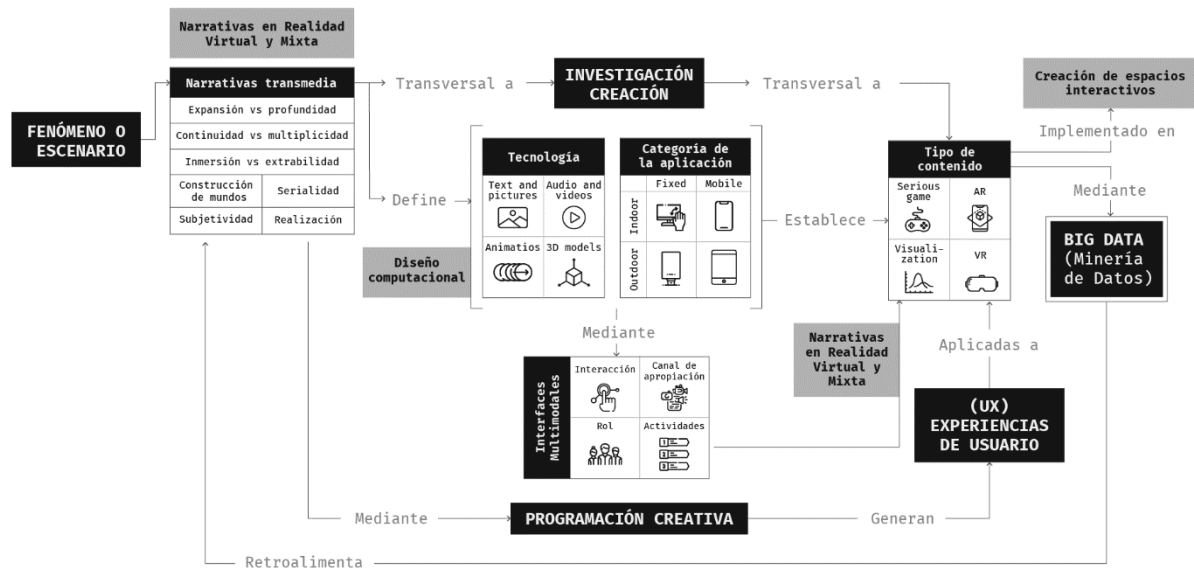 Narrativas en Realidad
Virtual y Mixta
Narrativas transmedia
Expansión vs profundidad
Continuidad vs multiplicidad
Inmersión vs extrabilidad
Construcción
de mundos
Serialidad
Subjetividad
Realización
FENÓMENO O
ESCENARIO
Transversal a
INVESTIGACIÓN
CREACIÓN
Transversal a
Define
Diseño
computacional
Tecnología
Text and
pictures
Audio and
videos
Animatios
3D models
Categoría de
la aplicación
Fixed
Mobile
Indoor
Outdoor
Establece
Tipo de
contenido
Serious
game
AR
Visuali-
zation
VR
Creación de espacios
interactivos
Implementado en
Mediante
BIG DATA
(Minería
de Datos)
Mediante
Interfaces
Multimodales
Interacción
Canal de
apropiación
Rol
Actividades
1
2
3
Narrativas
en Realidad
Virtual y
Mixta
Aplicadas a
(UX)
EXPERIENCIAS
DE USUARIO
Mediante
PROGRAMACIÓN CREATIVA
Generan
Retroalimenta